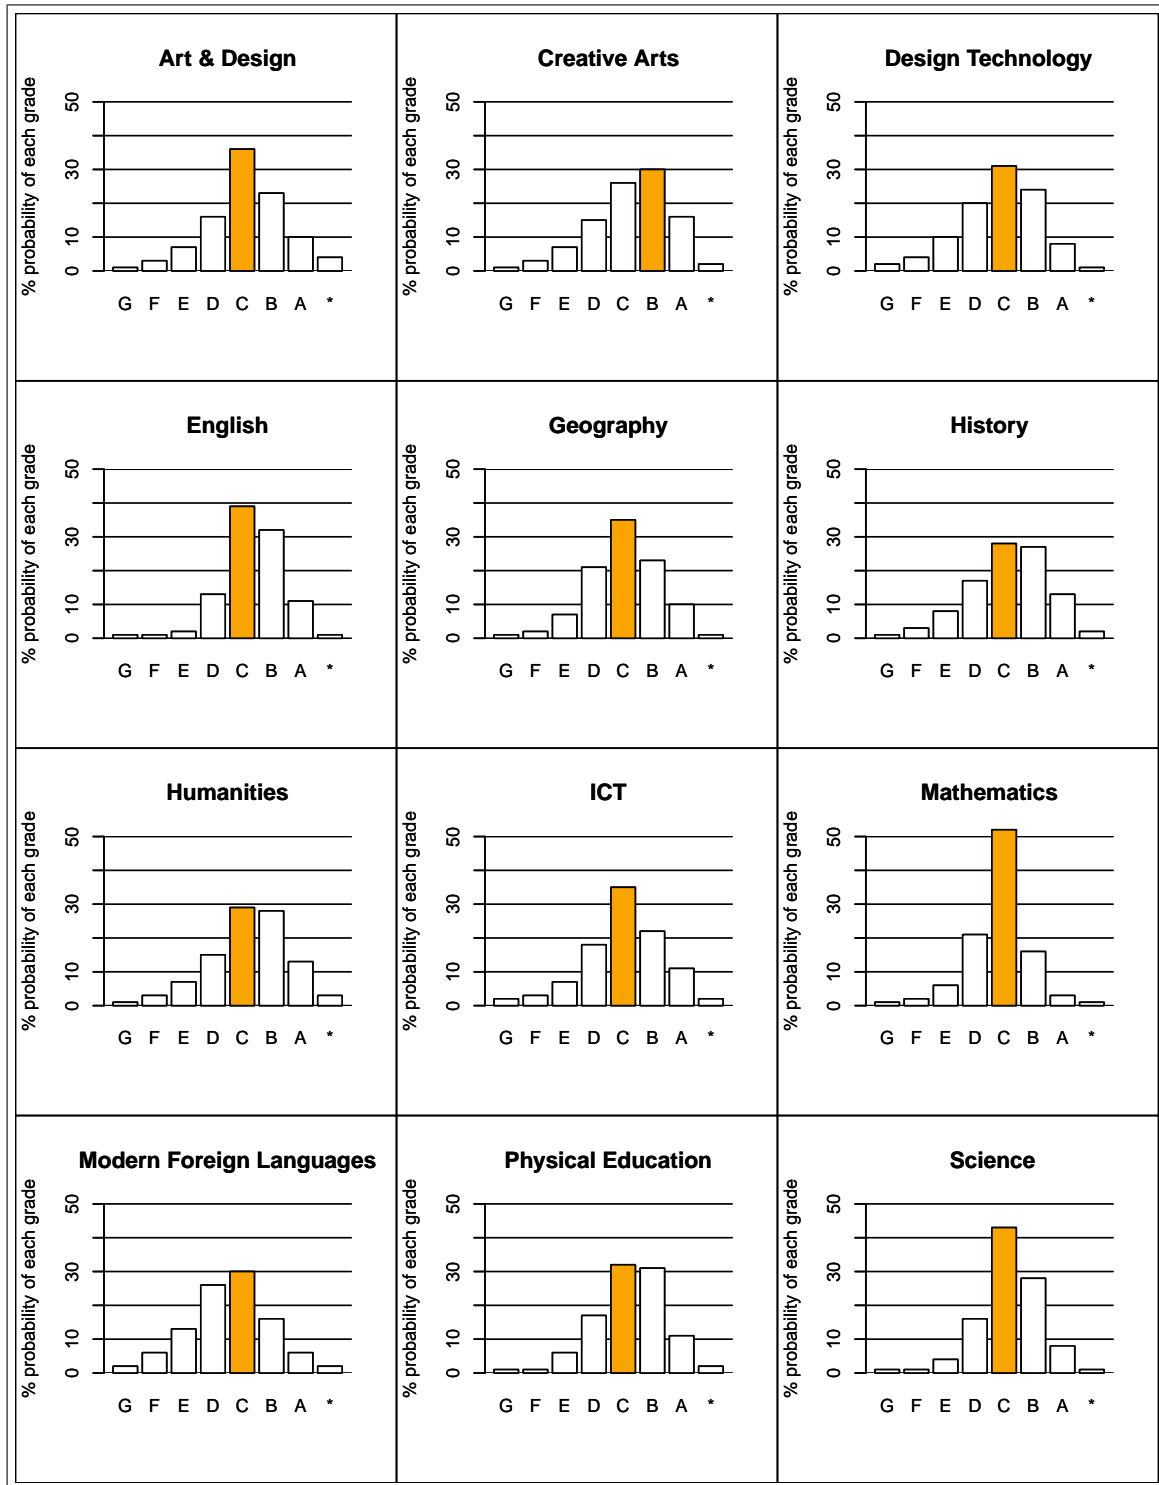 Art & Design
% probability of each grade
50
30
10
0
G F E D C B A *
Creative Arts
% probability of each grade
50
30
10
0
G F E D C B A *
Design Technology
% probability of each grade
50
30
10
0
G F E D C B A *
English
% probability of each grade
50
30
10
0
G F E D C B A *
Geography
% probability of each grade
50
30
10
0
G F E D C B A *
History
% probability of each grade
50
30
10
0
G F E D C B A *
Humanities
% probability of each grade
50
30
10
0
G F E D C B A *
ICT
% probability of each grade
50
30
10
0
G F E D C B A *
Mathematics
% probability of each grade
50
30
10
0
G F E D C B A *
Modern Foreign Languages
% probability of each grade
50
30
10
0
G F E D C B A *
Physical Education
% probability of each grade
50
30
10
0
G F E D C B A *
Science
% probability of each grade
50
30
10
0
G F E D C B A *